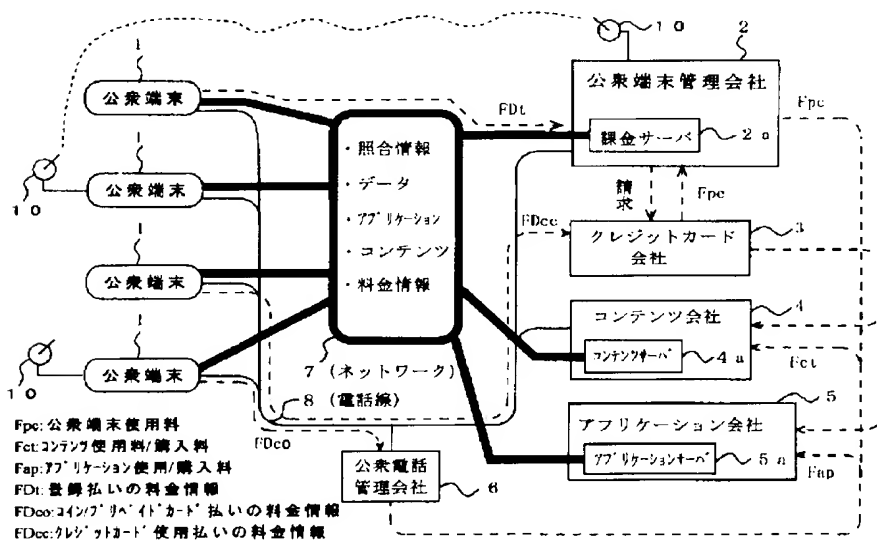 1
公衆端末
10
公衆端末
1
公衆端末
1
公衆端末
10
・照合情報
・データ
・アプリケーション
・コンテンツ
・料金情報
7 (ネットワーク)
8 (電話線)
10
2
公衆端末管理会社
課金サーバ
2a
FDt
Fpc
請求
Fpc
FDcc
3
クレジットカード
会社
4
コンテンツ会社
コンテンツサーバ
4a
Fct
5
アプリケーション会社
アプリケーションサーバ
5a
Fap
FDco
公衆電話
管理会社
6
Fpc:公衆端末使用料
Fct:コンテンツ使用料/購入料
Fap:アプリケーション使用/購入料
FDt:登録払いの料金情報
FDco:コイン/プリペイドカード払いの料金情報
FDcc:クレジットカード使用払いの料金情報